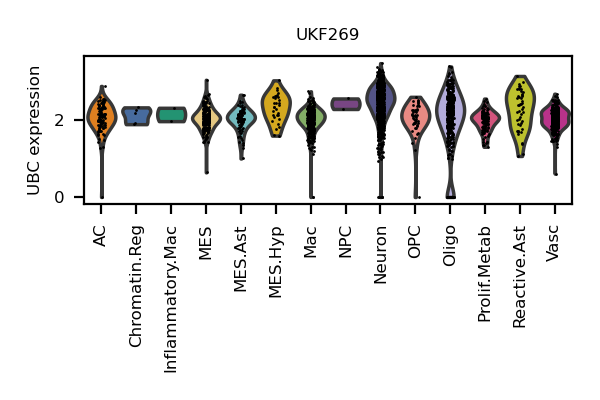 UKF269
UBC expression
2
0
AC
Chromatin.Reg
Inflammatory.Mac
MES
MES.Ast
MES.Hyp
Mac
NPC
Neuron
OPC
Oligo
Prolif.Metab
Reactive.Ast
Vasc